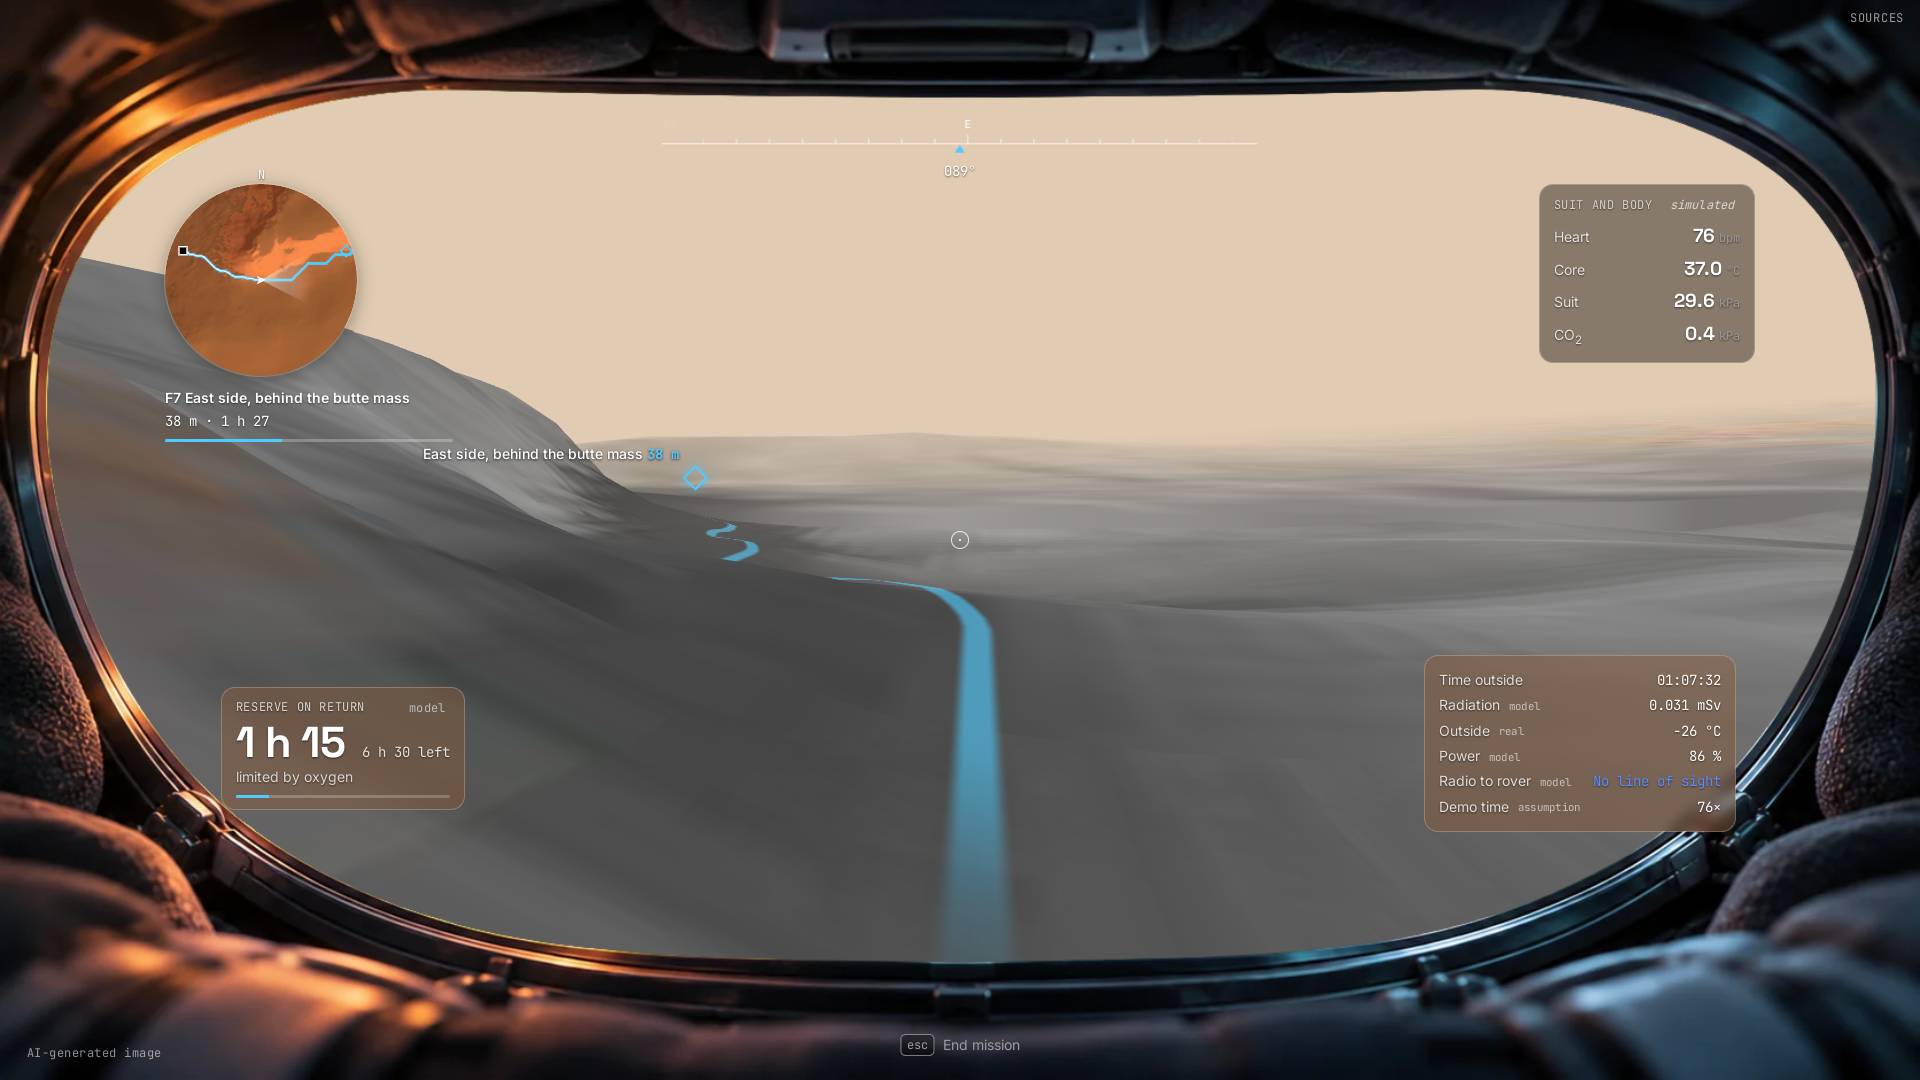 SOURCES
E
089°
N
SUIT AND BODY simulated
Heart 76 bpm
Core 37.0 °C
Suit 29.6 kPa
CO2 0.4 kPa
F7 East side, behind the butte mass
38 m · 1 h 27
East side, behind the butte mass 38 m
RESERVE ON RETURN model
1 h 15 6 h 30 left
limited by oxygen
Time outside 01:07:32
Radiation model 0.031 mSv
Outside real -26 °C
Power model 86 %
Radio to rover model No line of sight
Demo time assumption 76×
esc End mission
AI-generated image